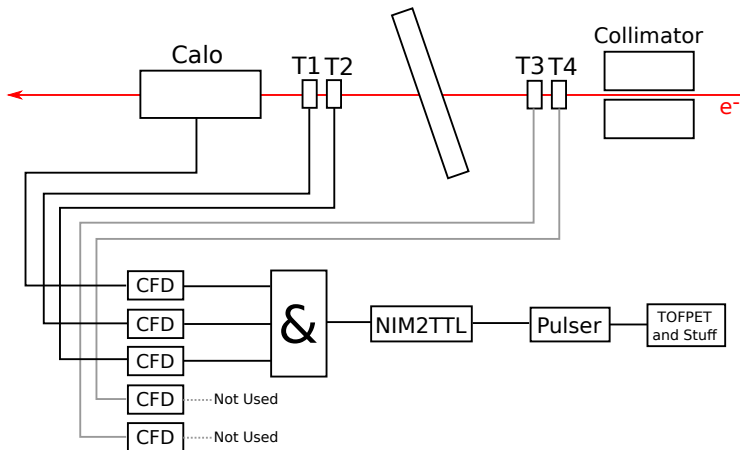 Collimator
Calo
T1 T2
T3 T4
e-
CFD
CFD
CFD
CFD
CFD
&
NIM2TTL
Pulser
TOFPET
and Stuff
Not Used
Not Used